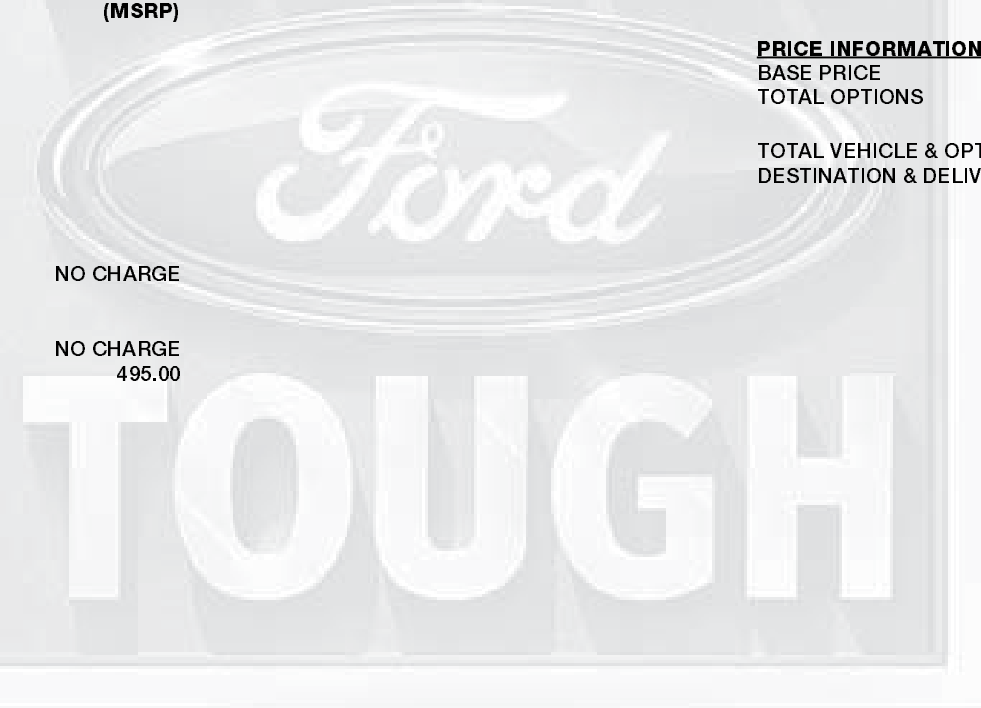 (MSRP)
PRICE INFORMATION
BASE PRICE
TOTAL OPTIONS
TOTAL VEHICLE & OPT
DESTINATION & DELIV
Ford
NO CHARGE
NO CHARGE
495.00
TOUGH